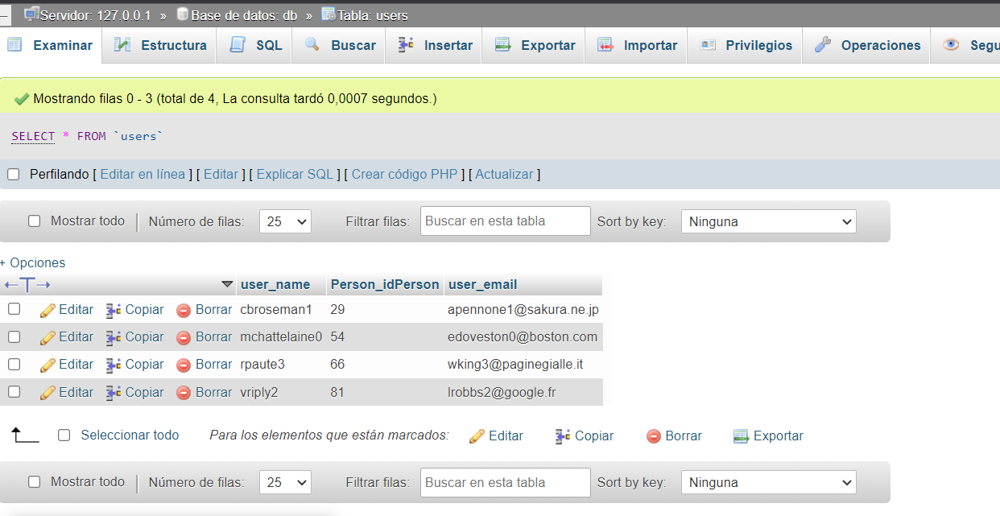 Servidor: 127.0.0.1 » Base de datos: db » Tabla: users
Examinar Estructura SQL Buscar Insertar Exportar Importar Privilegios Operaciones Segu
Mostrando filas 0 - 3 (total de 4, La consulta tardó 0,0007 segundos.)
SELECT * FROM `users`
Perfilando [ Editar en línea ] [ Editar ] [ Explicar SQL ] [ Crear código PHP ] [ Actualizar ]
Mostrar todo | Número de filas: 25 Filtrar filas: Buscar en esta tabla Sort by key: Ninguna
+ Opciones
←T→ user_name Person_idPerson user_email
Editar Copiar Borrar cbroseman1 29 apennone1@sakura.ne.jp
Editar Copiar Borrar mchattelaine0 54 edoveston0@boston.com
Editar Copiar Borrar rpaute3 66 wking3@paginegialle.it
Editar Copiar Borrar vriply2 81 lrobbs2@google.fr
Seleccionar todo Para los elementos que están marcados: Editar Copiar Borrar Exportar
Mostrar todo | Número de filas: 25 Filtrar filas: Buscar en esta tabla Sort by key: Ninguna